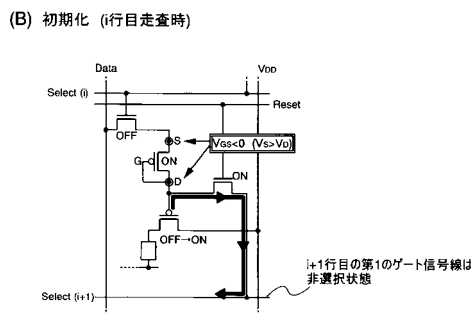 (B) 初期化 (i行目走査時)
Data
VDD
Select (i)
Reset
OFF
S
VGS<0 (VS>VD)
G
ON
D
ON
OFF→ON
i+1行目の第1のゲート信号線は
非選択状態
Select (i+1)